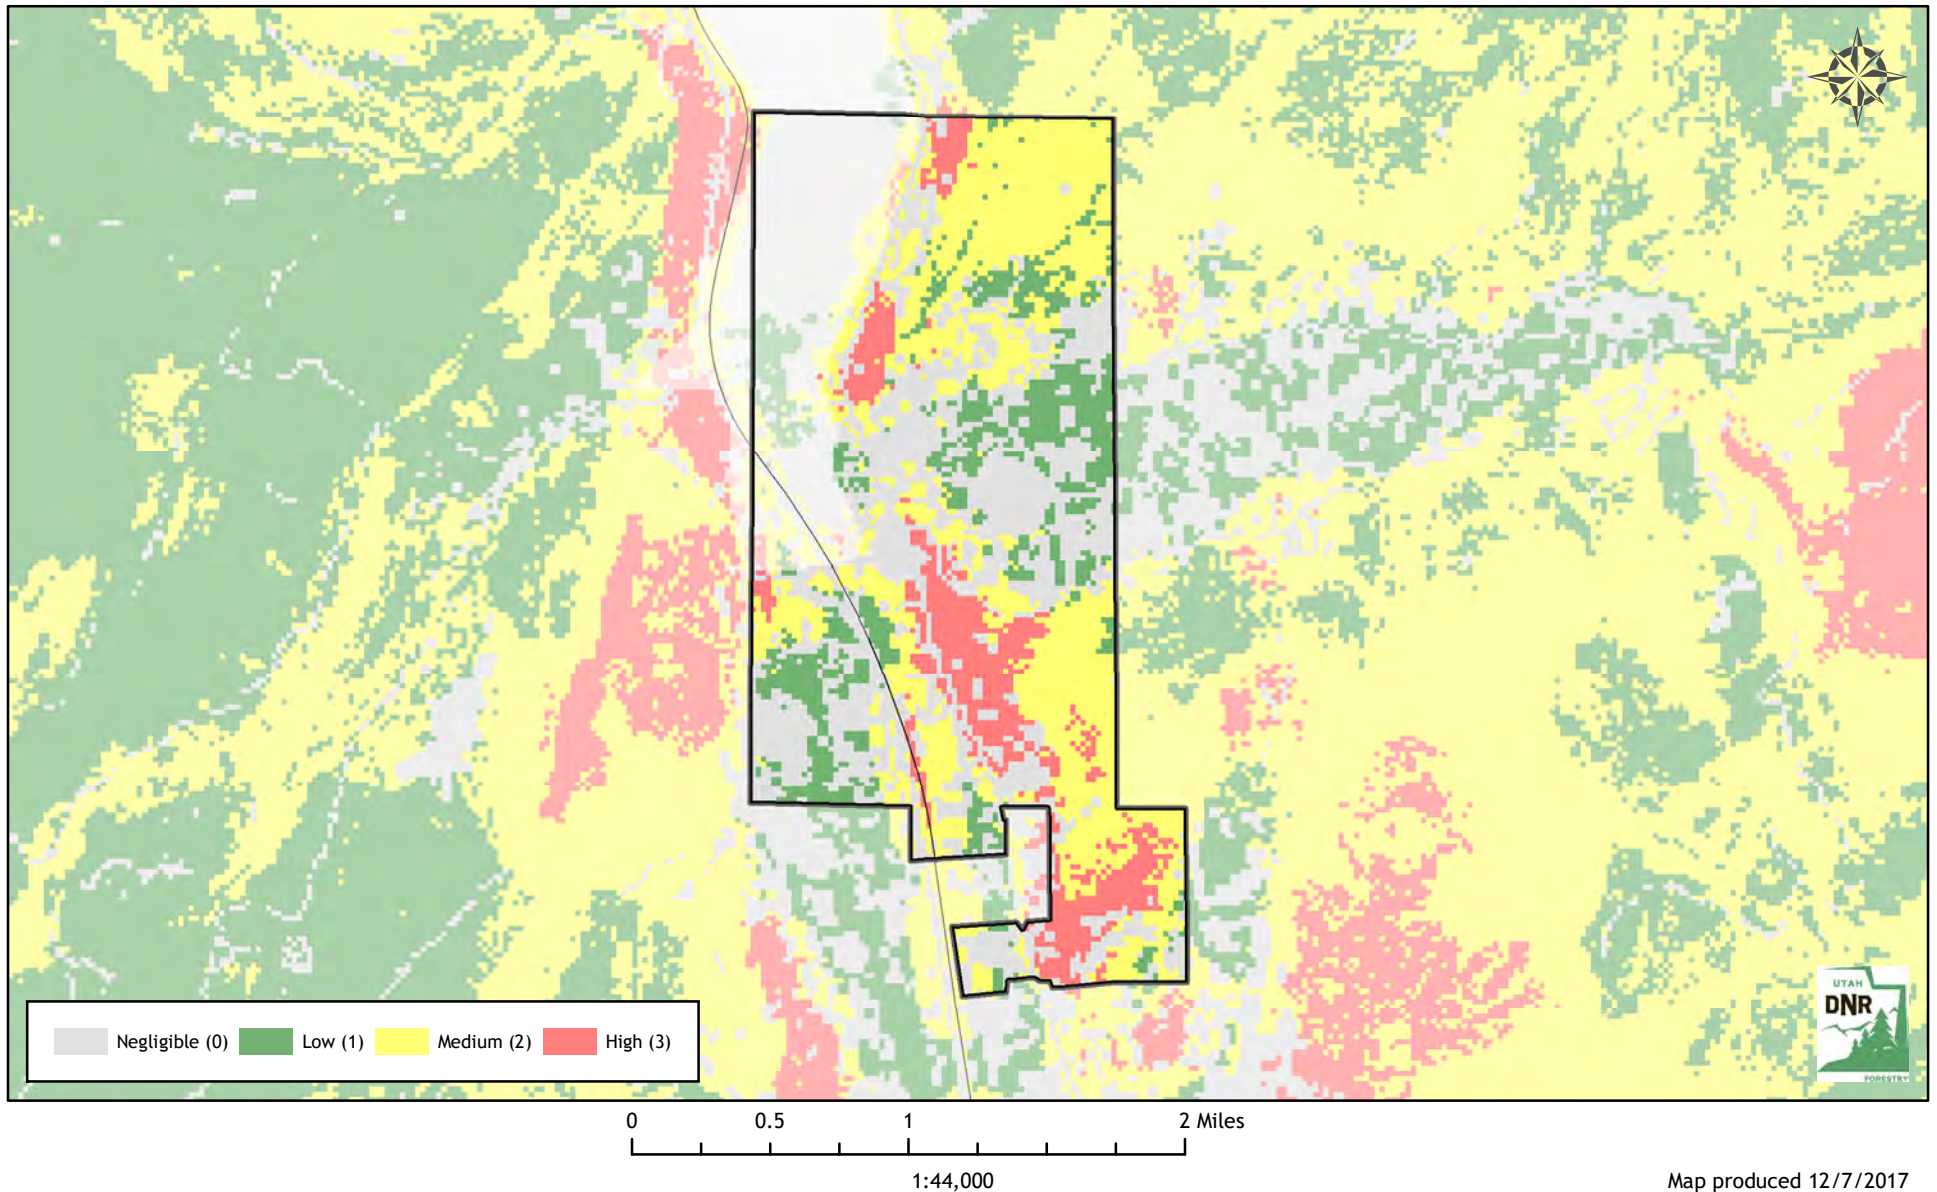 UTAH
DNR
FORESTRY
Negligible (0) Low (1) Medium (2) High (3)
0 0.5 1 2 Miles
1:44,000
Map produced 12/7/2017